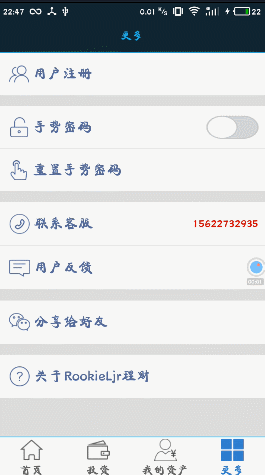 22:47 0.01 K/s 22
更多
用户注册
手势密码
重置手势密码
联系客服 15622732935
用户反馈
分享给好友
关于RookieLjr理财
首页 投资 我的资产 更多